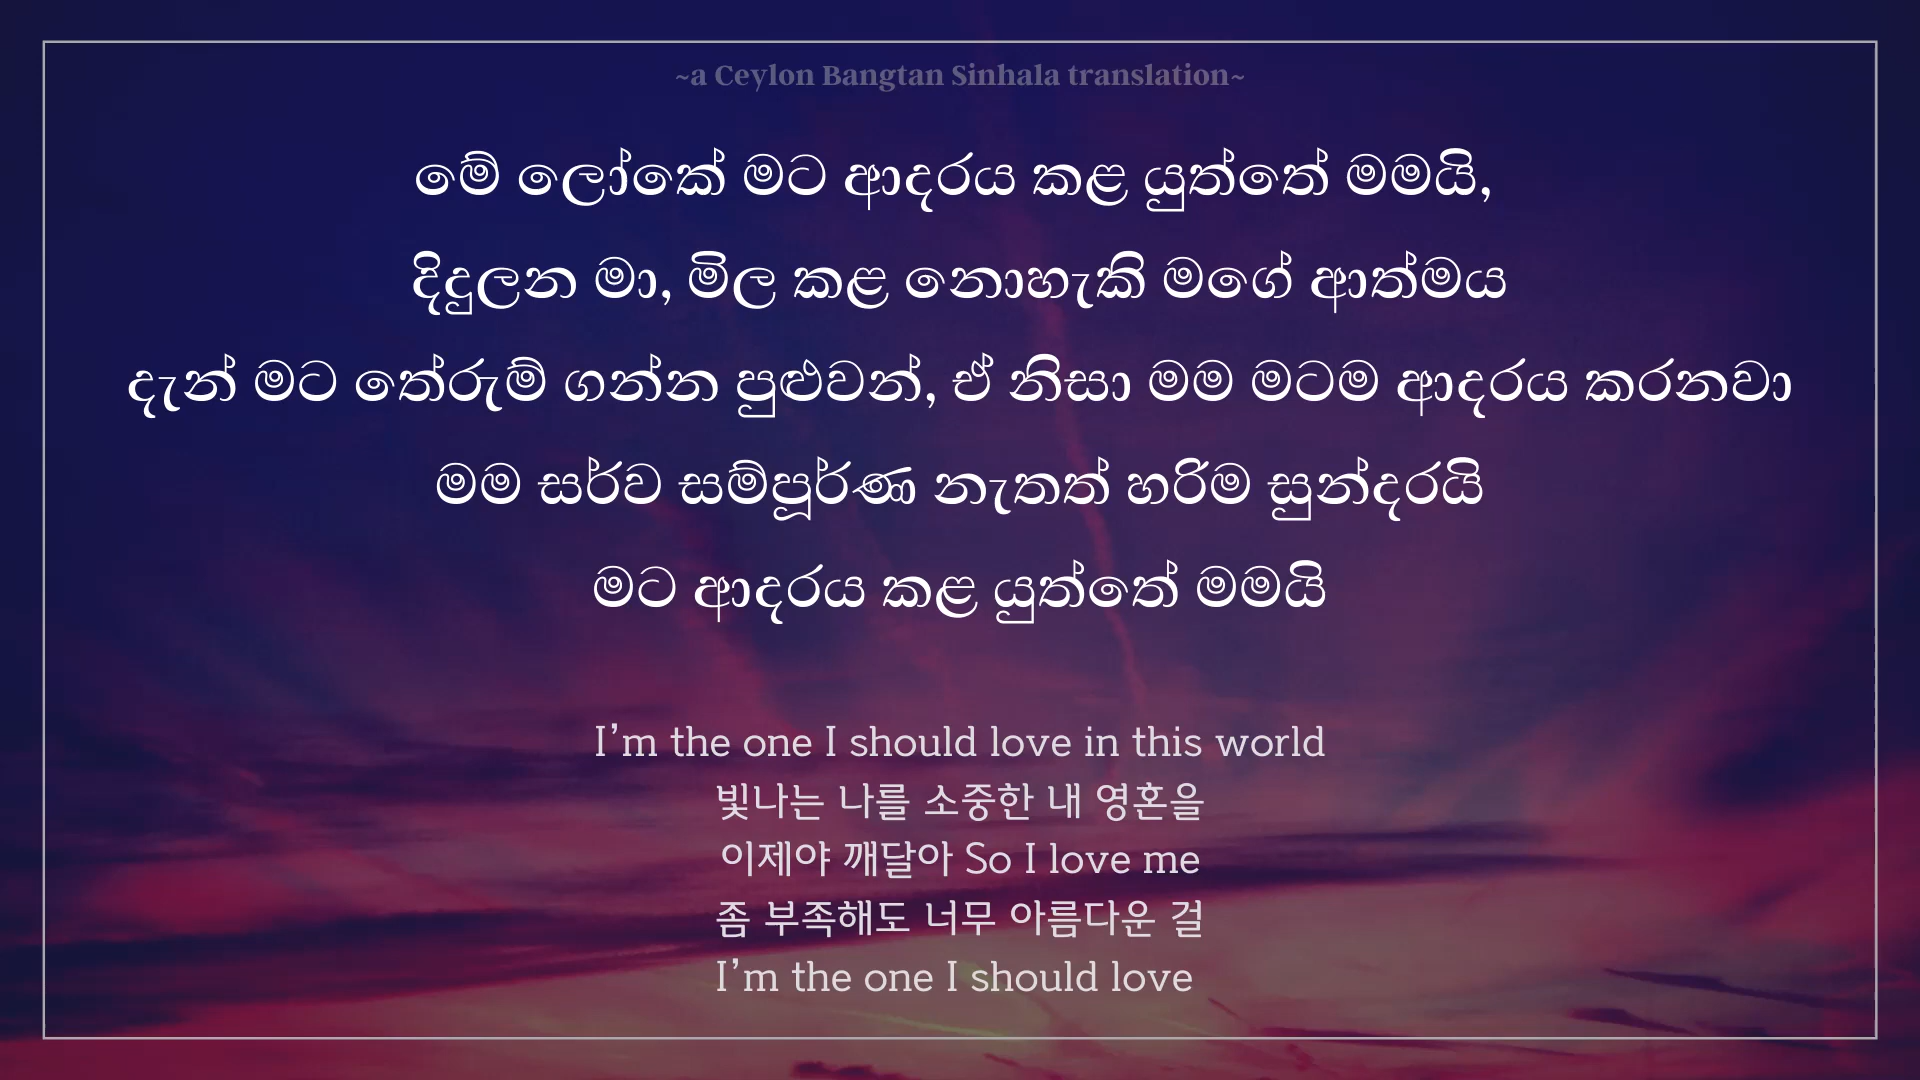 ~a Ceylon Bangtan Sinhala translation~
මේ ලෝකේ මට ආදරය කළ යුත්තේ මමයි,
දිදුලන මා, මිල කළ නොහැකි මගේ ආත්මය
දැන් මට තේරුම් ගන්න පුළුවන්, ඒ නිසා මම මටම ආදරය කරනවා
මම සර්ව සම්පූර්ණ නැතත් හරිම සුන්දරයි
මට ආදරය කළ යුත්තේ මමයි
I'm the one I should love in this world
빛나는 나를 소중한 내 영혼을
이제야 깨달아 So I love me
좀 부족해도 너무 아름다운 걸
I'm the one I should love